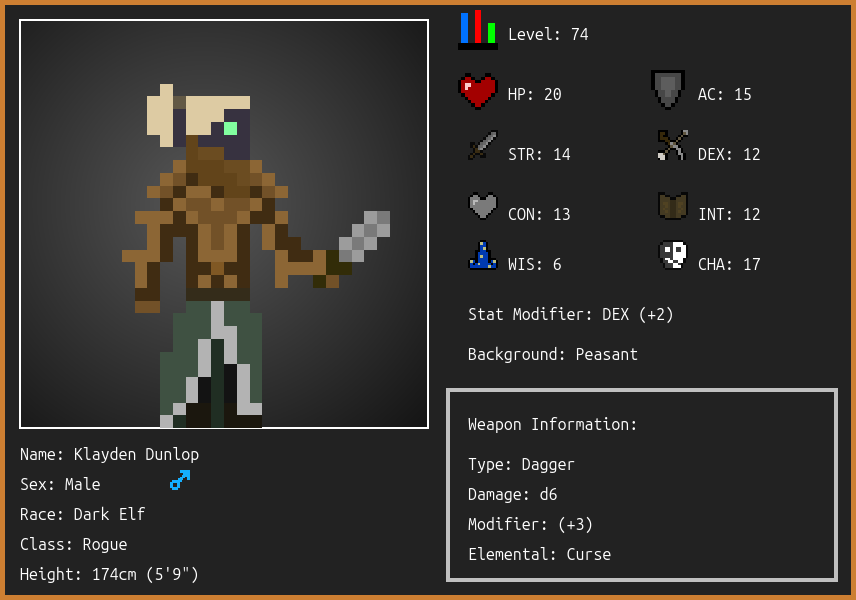 Level: 74
HP: 20
AC: 15
STR: 14
DEX: 12
CON: 13
INT: 12
WIS: 6
CHA: 17
Stat Modifier: DEX (+2)
Background: Peasant
Weapon Information:
Type: Dagger
Damage: d6
Modifier: (+3)
Elemental: Curse
Name: Klayden Dunlop
Sex: Male
Race: Dark Elf
Class: Rogue
Height: 174cm (5'9")